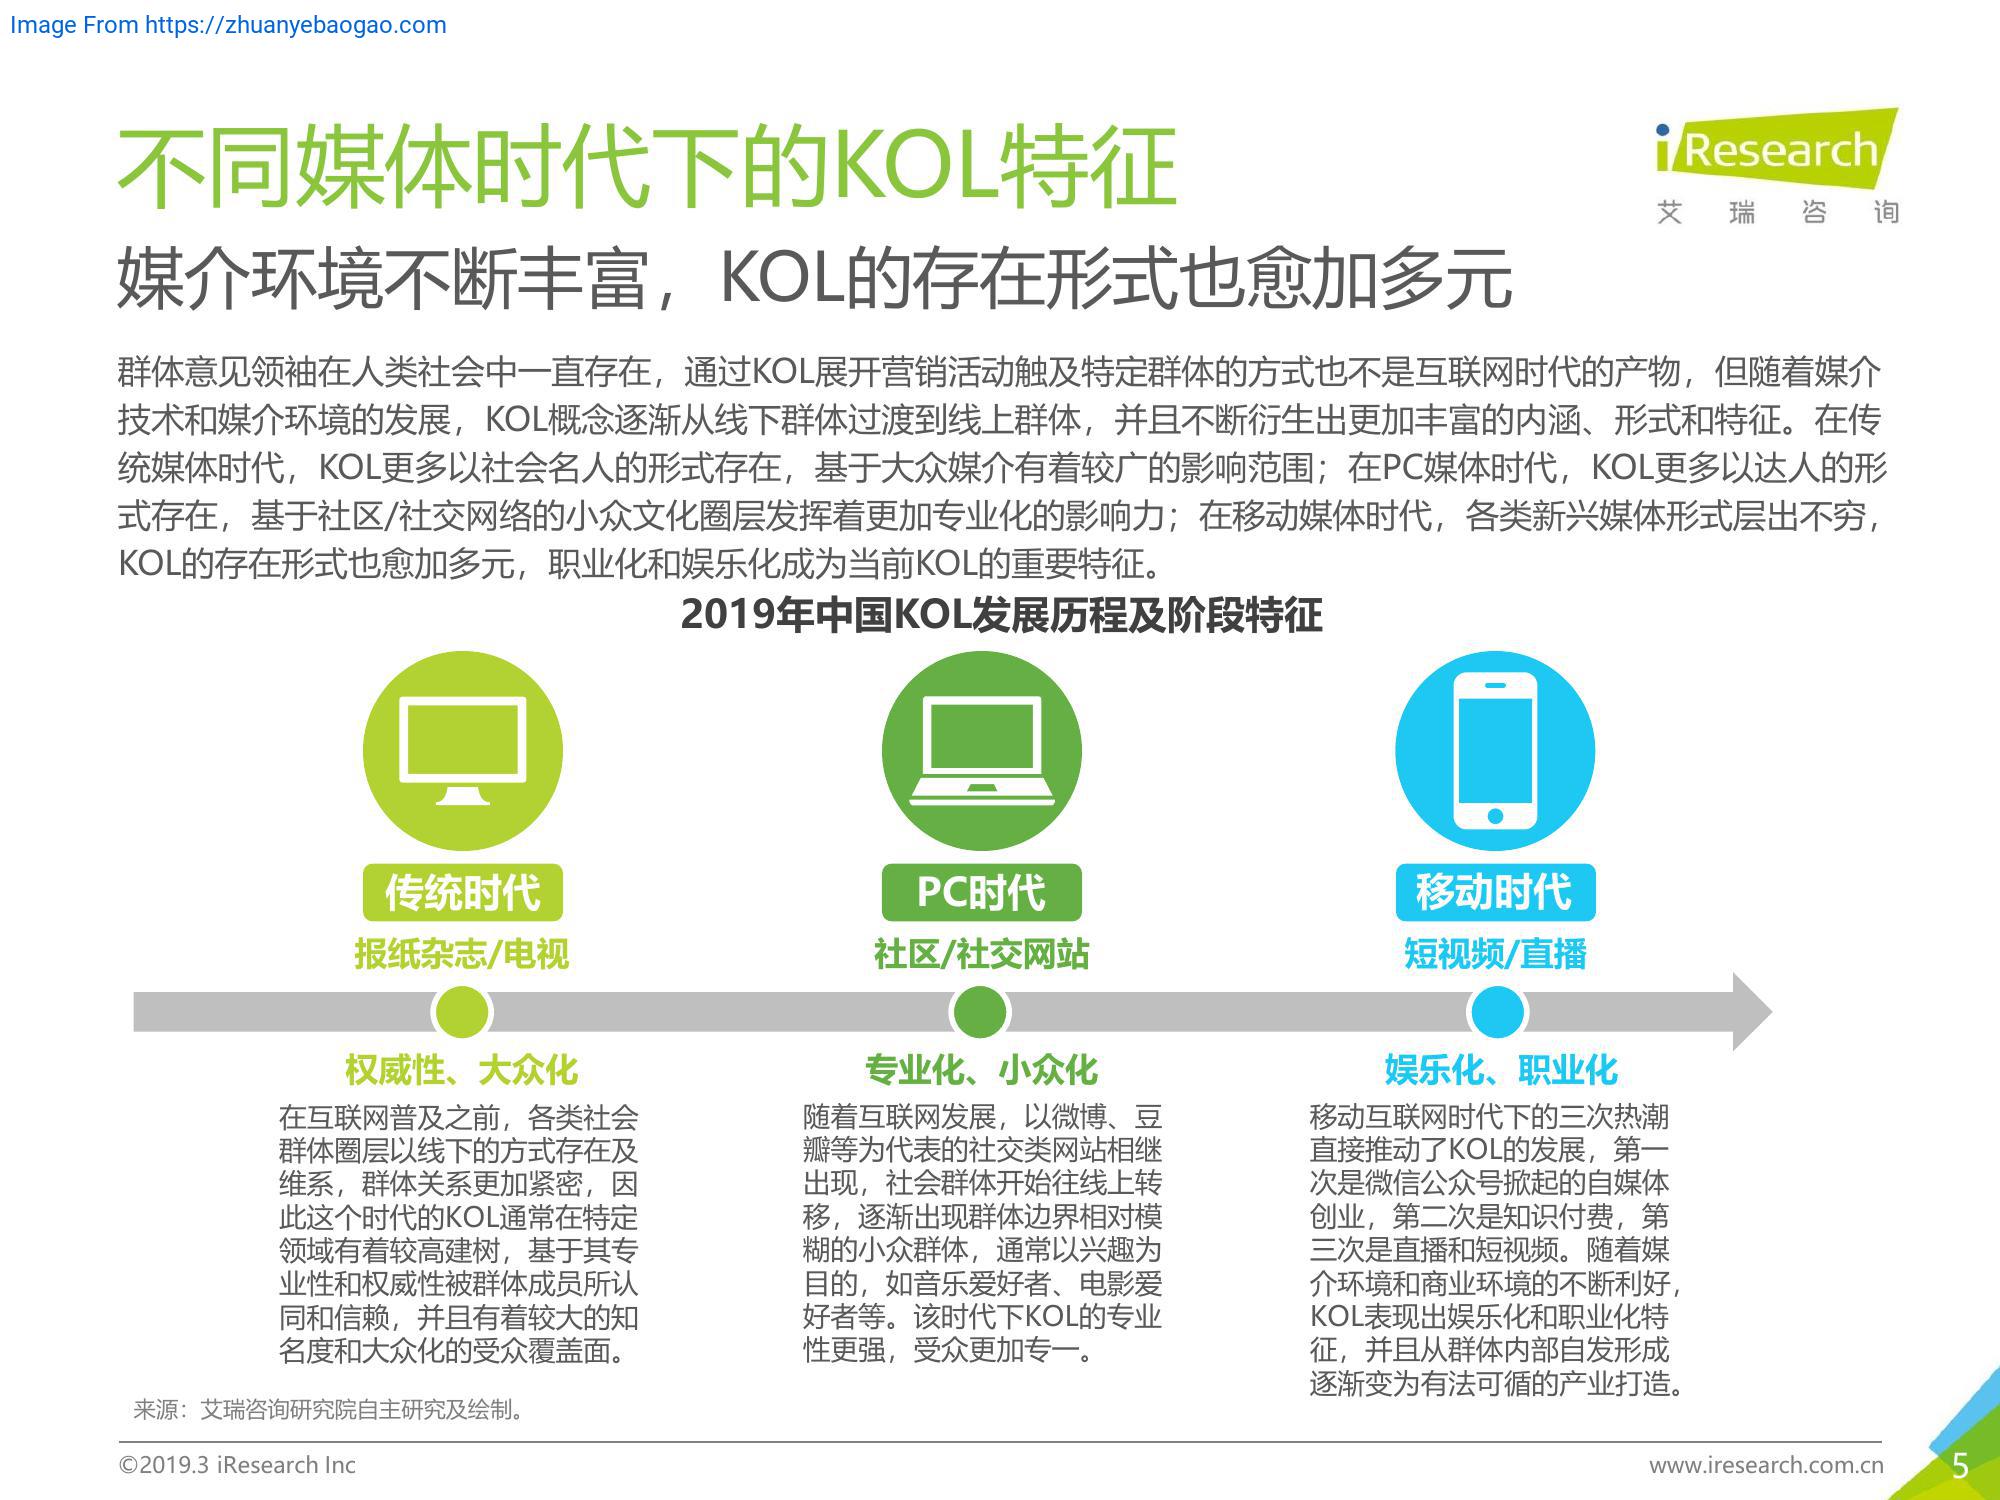 Image From https://zhuanyebaogao.com
不同媒体时代下的KOL特征
iResearch
艾瑞咨询
媒介环境不断丰富，KOL的存在形式也愈加多元
群体意见领袖在人类社会中一直存在，通过KOL展开营销活动触及特定群体的方式也不是互联网时代的产物，但随着媒介
技术和媒介环境的发展，KOL概念逐渐从线下群体过渡到线上群体，并且不断衍生出更加丰富的内涵、形式和特征。在传
统媒体时代，KOL更多以社会名人的形式存在，基于大众媒介有着较广的影响范围；在PC媒体时代，KOL更多以达人的形
式存在，基于社区/社交网络的小众文化圈层发挥着更加专业化的影响力；在移动媒体时代，各类新兴媒体形式层出不穷，
KOL的存在形式也愈加多元，职业化和娱乐化成为当前KOL的重要特征。
2019年中国KOL发展历程及阶段特征
传统时代
报纸杂志/电视
权威性、大众化
在互联网普及之前，各类社会
群体圈层以线下的方式存在及
维系，群体关系更加紧密，因
此这个时代的KOL通常在特定
领域有着较高建树，基于其专
业性和权威性被群体成员所认
同和信赖，并且有着较大的知
名度和大众化的受众覆盖面。
PC时代
社区/社交网站
专业化、小众化
随着互联网发展，以微博、豆
瓣等为代表的社交类网站相继
出现，社会群体开始往线上转
移，逐渐出现群体边界相对模
糊的小众群体，通常以兴趣为
目的，如音乐爱好者、电影爱
好者等。该时代下KOL的专业
性更强，受众更加专一。
移动时代
短视频/直播
娱乐化、职业化
移动互联网时代下的三次热潮
直接推动了KOL的发展，第一
次是微信公众号掀起的自媒体
创业，第二次是知识付费，第
三次是直播和短视频。随着媒
介环境和商业环境的不断利好，
KOL表现出娱乐化和职业化特
征，并且从群体内部自发形成
逐渐变为有法可循的产业打造。
来源：艾瑞咨询研究院自主研究及绘制。
©2019.3 iResearch Inc
www.iresearch.com.cn
5